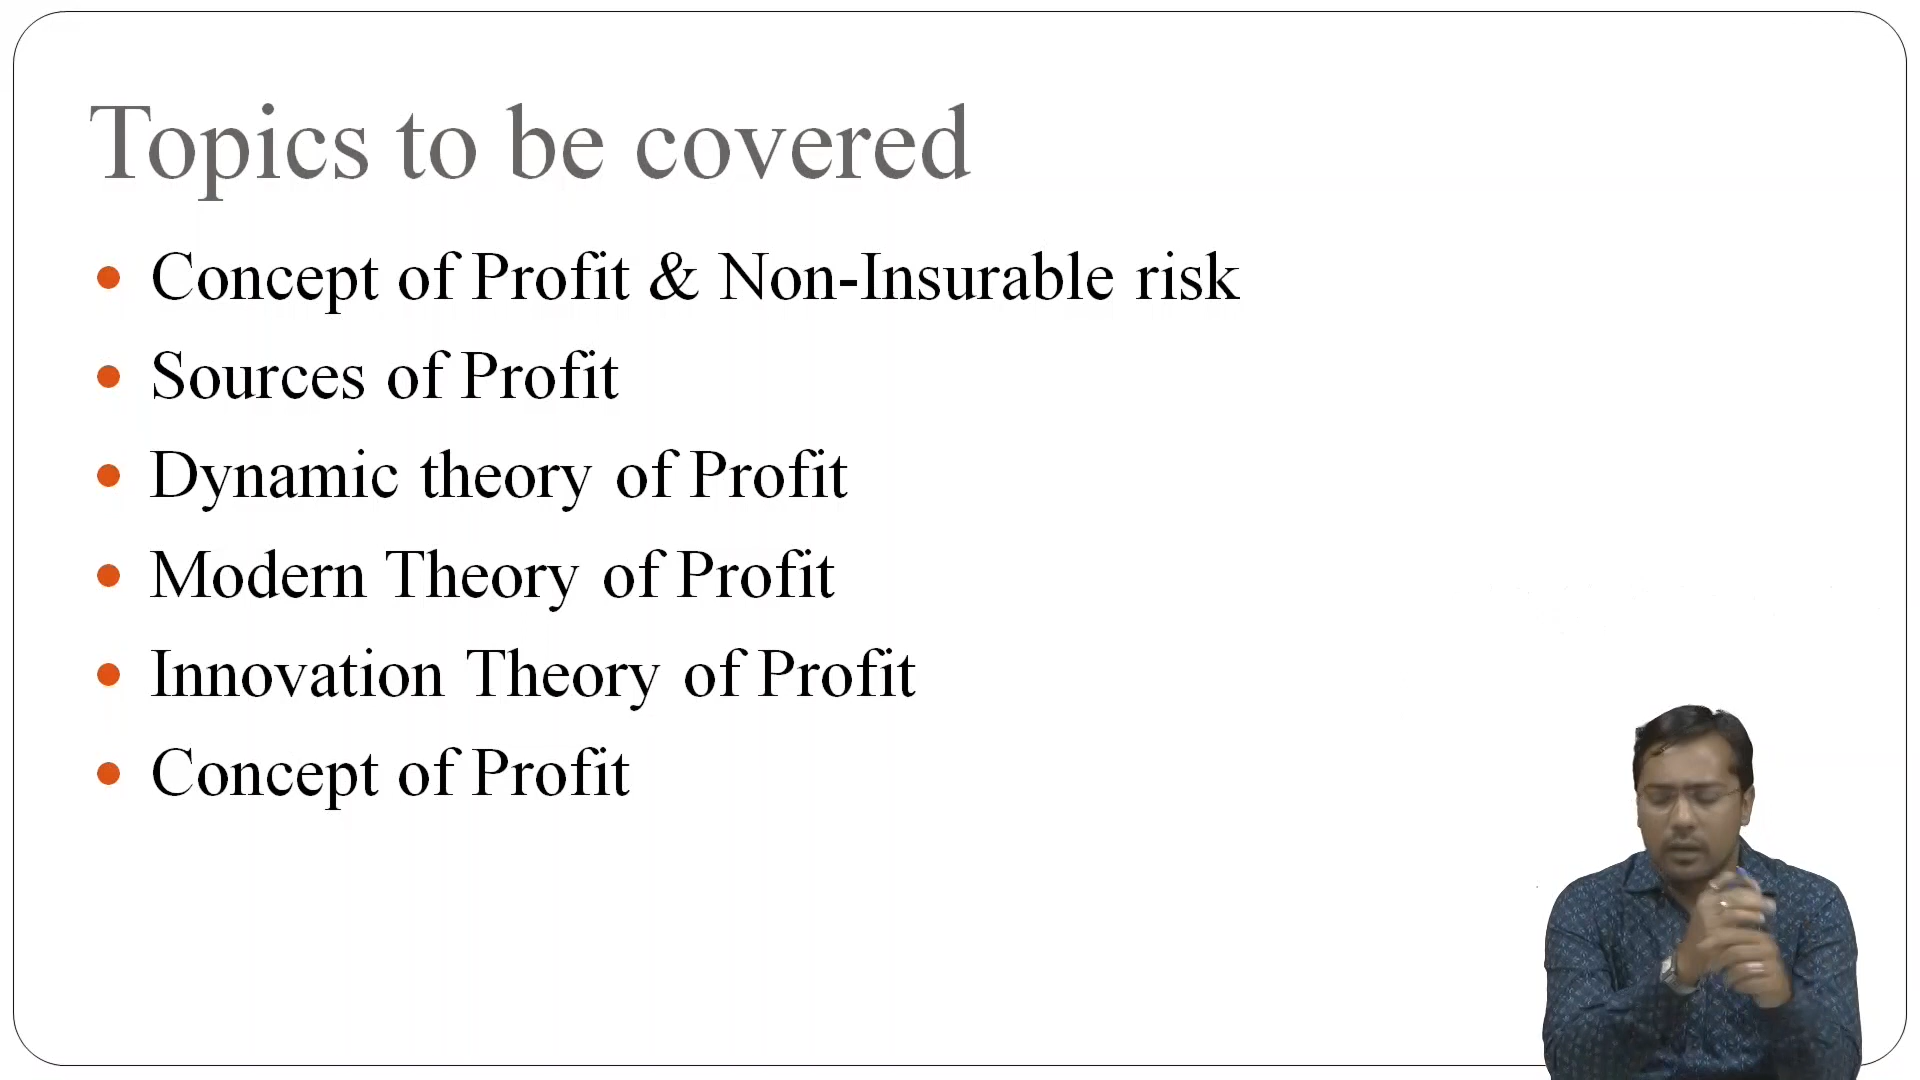 Topics to be covered
Concept of Profit & Non-Insurable risk
Sources of Profit
Dynamic theory of Profit
Modern Theory of Profit
Innovation Theory of Profit
Concept of Profit